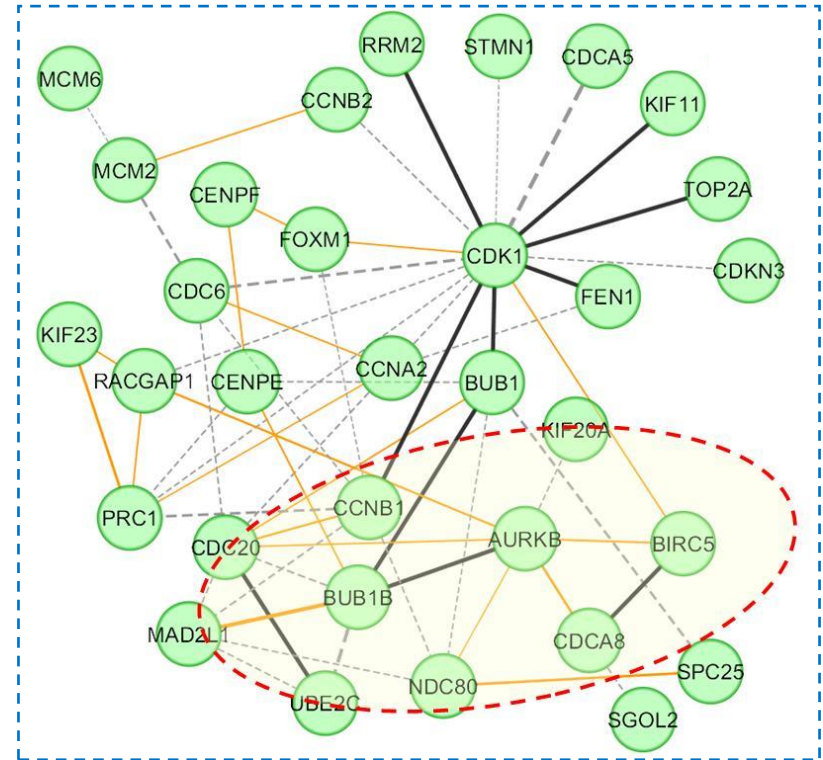 RRM2
STMN1
CDCA5
MCM6
CCNB2
KIF11
MCM2
TOP2A
CENPF
FOXM1
CDK1
CDKN3
CDC6
FEN1
KIF23
RACGAP1
CENPE
CCNA2
BUB1
KIF20A
PRC1
CCNB1
CDC20
AURKB
BIRC5
BUB1B
MAD2L1
CDCA8
SPC25
NDC80
UBE2C
SGOL2